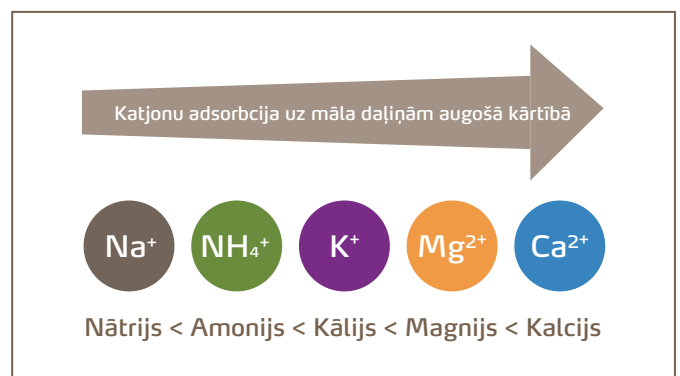 Katjonu adsorbcija uz māla daļiņām augošā kārtībā
Na⁺ NH₄⁺ K⁺ Mg²⁺ Ca²⁺
Nātrijs < Amonijs < Kālijs < Magnijs < Kalcijs